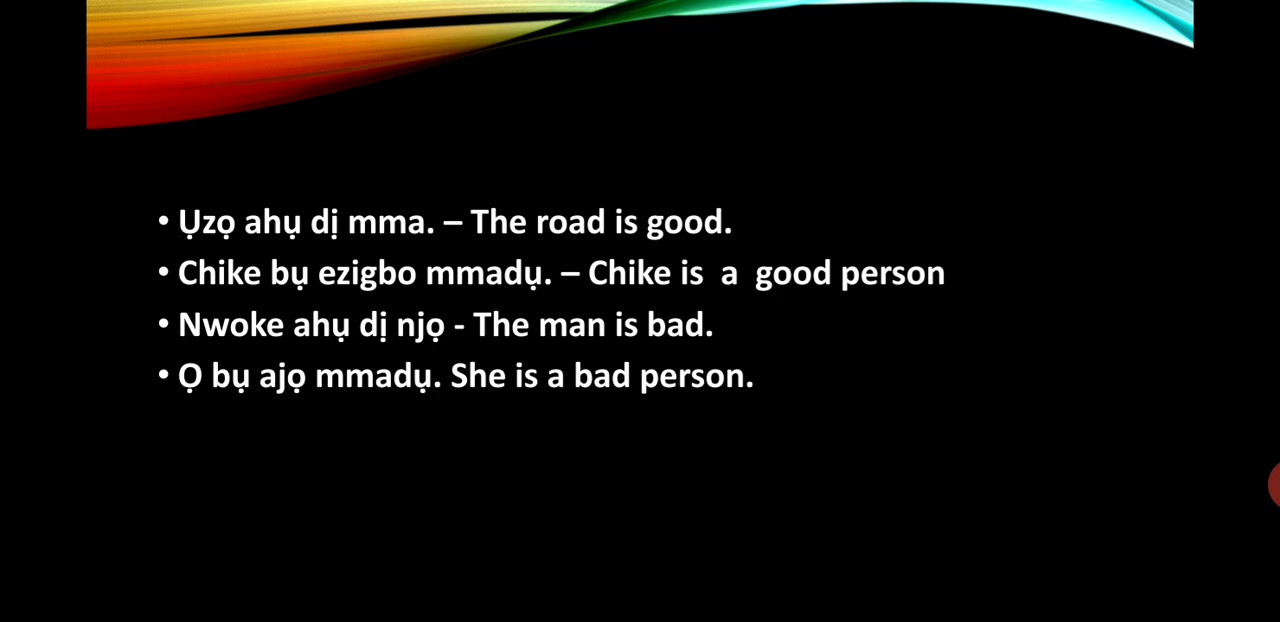 • Ụzọ ahụ dị mma. – The road is good.
• Chike bụ ezigbo mmadụ. – Chike is  a  good person
• Nwoke ahụ dị njọ - The man is bad.
• Ọ bụ ajọ mmadụ. She is a bad person.